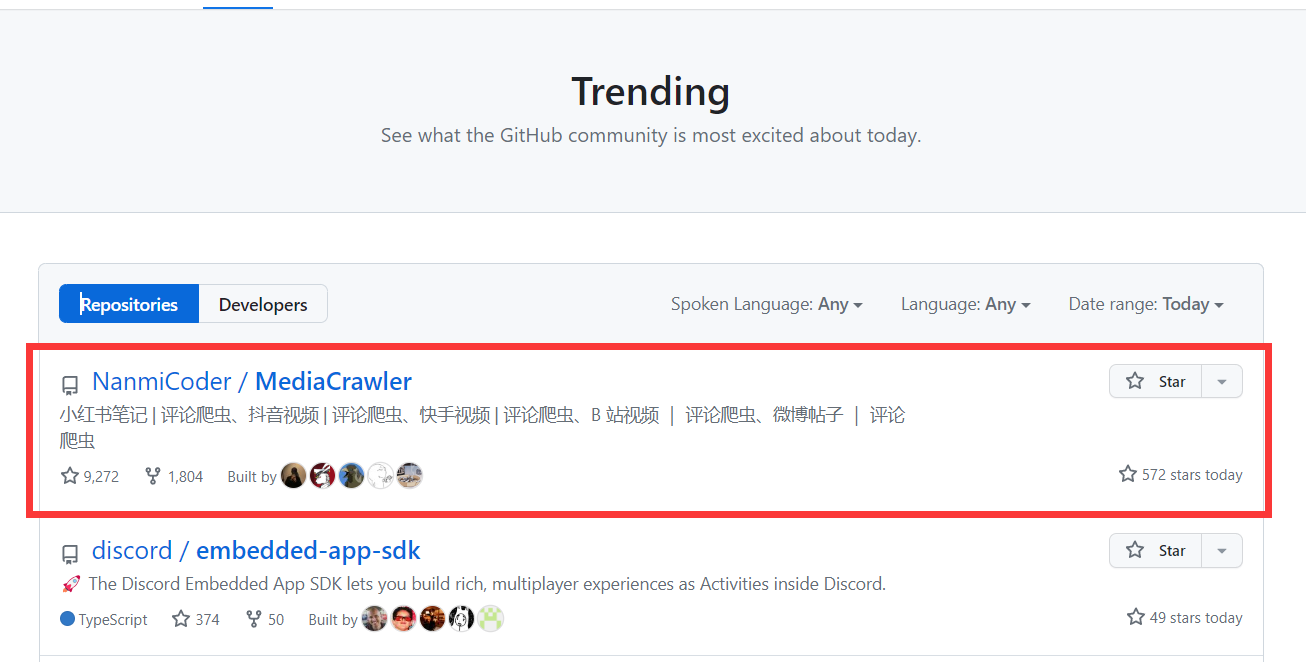 Trending
See what the GitHub community is most excited about today.
Repositories Developers Spoken Language: Any Language: Any Date range: Today
NanmiCoder / MediaCrawler Star
小红书笔记 | 评论爬虫、抖音视频 | 评论爬虫、快手视频 | 评论爬虫、B 站视频 ｜ 评论爬虫、微博帖子 ｜ 评论
爬虫
9,272 1,804 Built by 572 stars today
discord / embedded-app-sdk Star
🚀 The Discord Embedded App SDK lets you build rich, multiplayer experiences as Activities inside Discord.
TypeScript 374 50 Built by 49 stars today